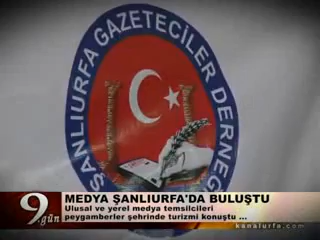 ŞANLIURFA GAZETECİLER DERNEĞİ
9.gün
MEDYA ŞANLIURFA'DA BULUŞTU
Ulusal ve yerel medya temsilcileri
peygamberler şehrinde turizmi konuştu ...
kanalurfa.com